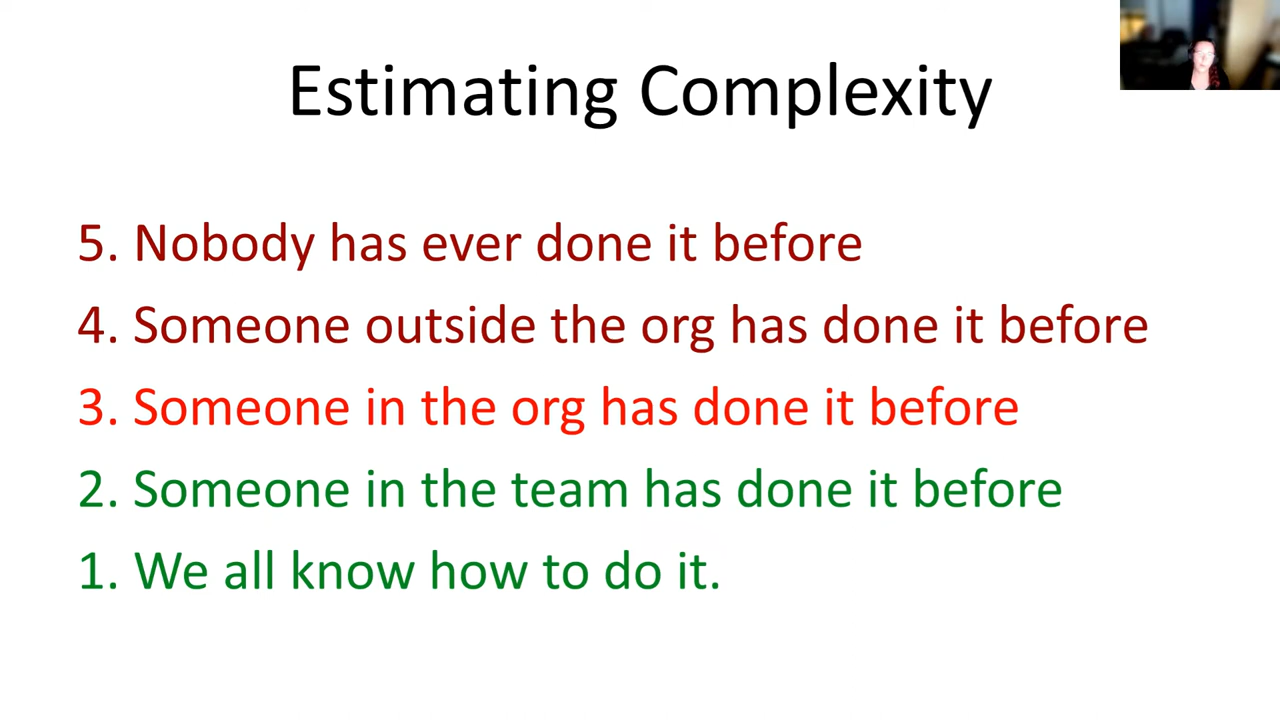 Estimating Complexity
5. Nobody has ever done it before
4. Someone outside the org has done it before
3. Someone in the org has done it before
2. Someone in the team has done it before
1. We all know how to do it.